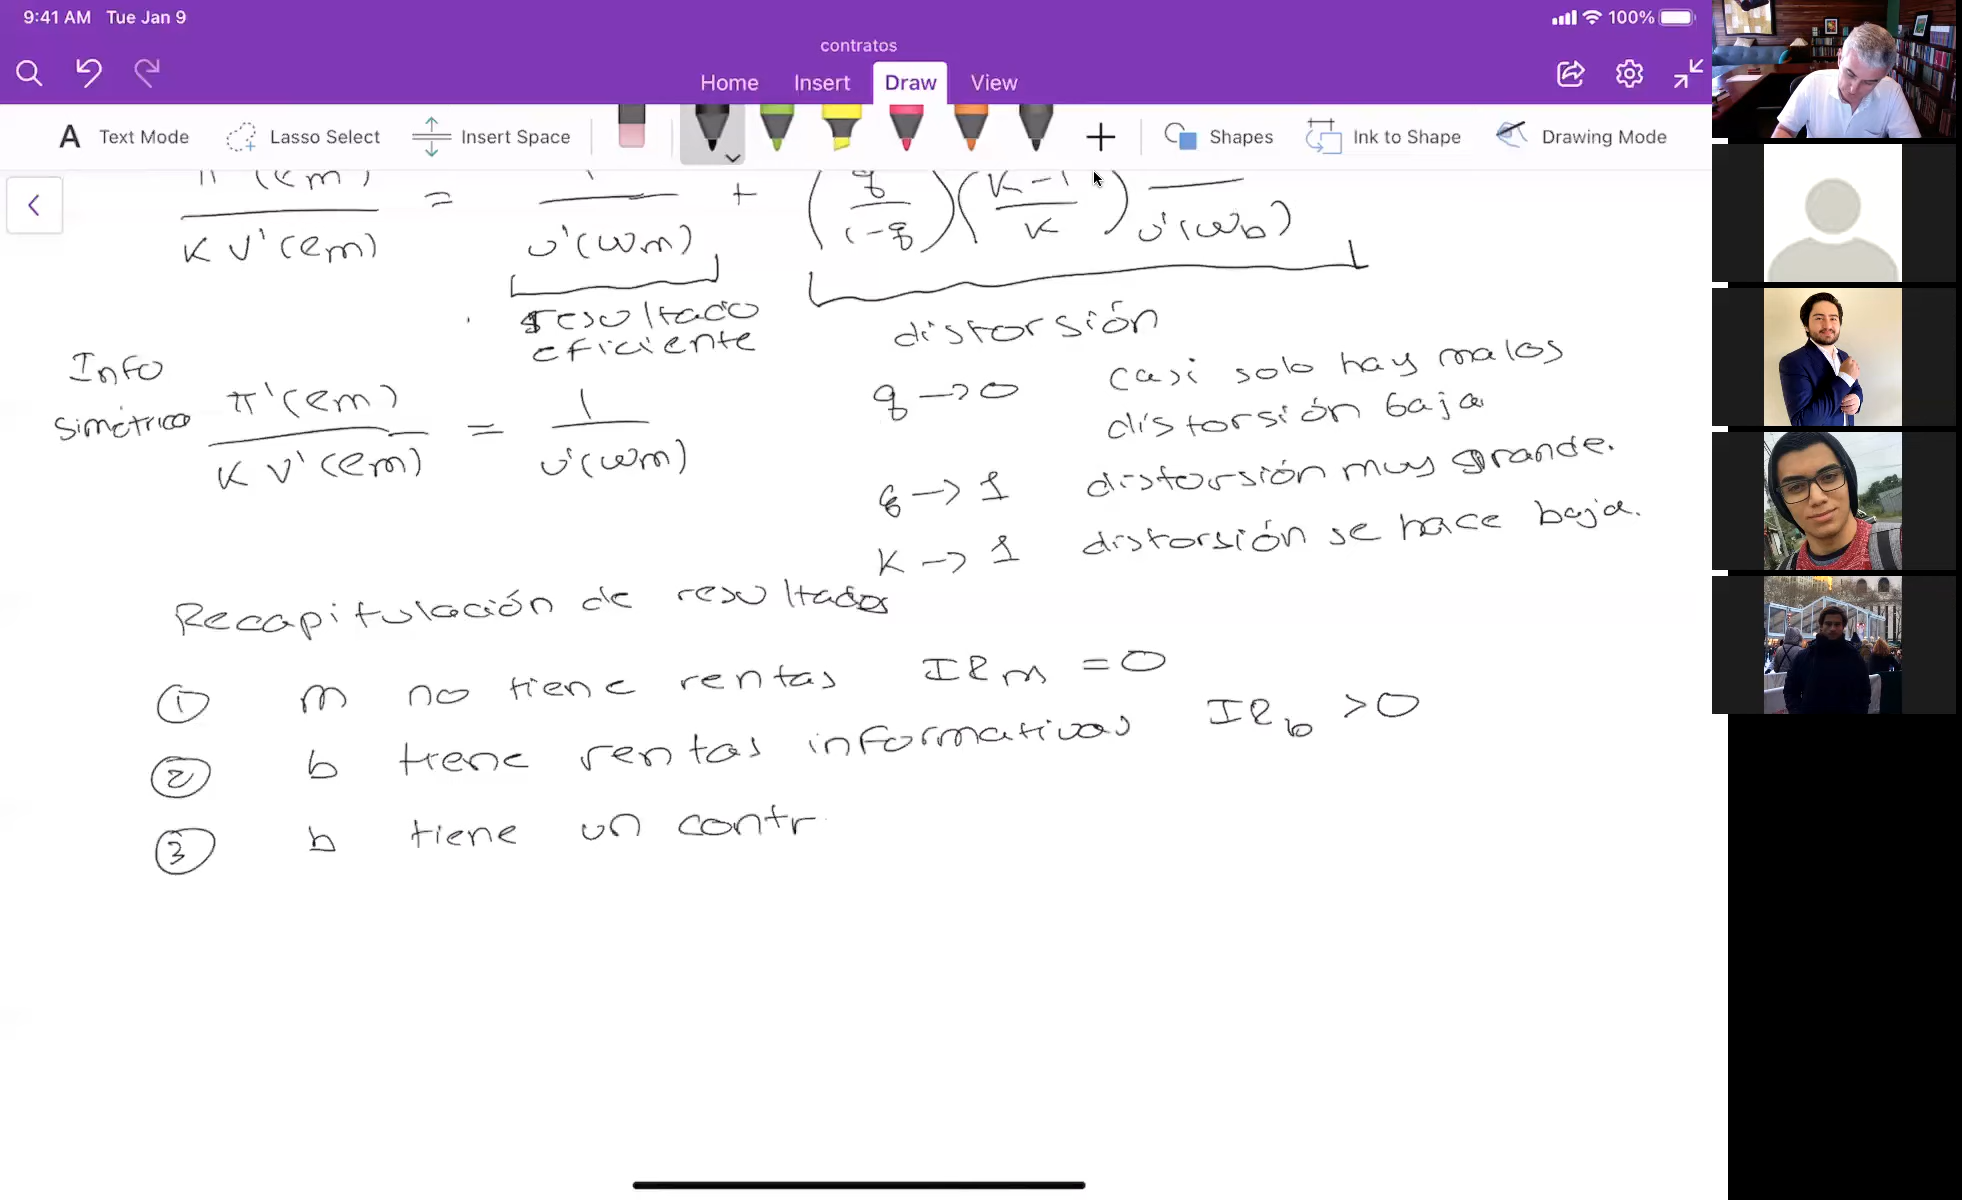 9:41 AM Tue Jan 9
100%
contratos
Home Insert Draw View
A Text Mode Lasso Select Insert Space Shapes Ink to Shape Drawing Mode
π'(em) / K V'(em) = 1 / u'(wm) + (q / 1-q) (K-1 / K) 1 / u'(wb)
resultado
eficiente
distorsión
Info
simétrica
π'(em) / K V'(em) = 1 / u'(wm)
q → 0 casi solo hay malos
distorsión baja
q → 1 distorsión muy grande.
K → 1 distorsión se hace baja.
Recapitulación de resultados
① m no tiene rentas IRm = 0
② b tiene rentas informativas IRb > 0
③ b tiene un contr